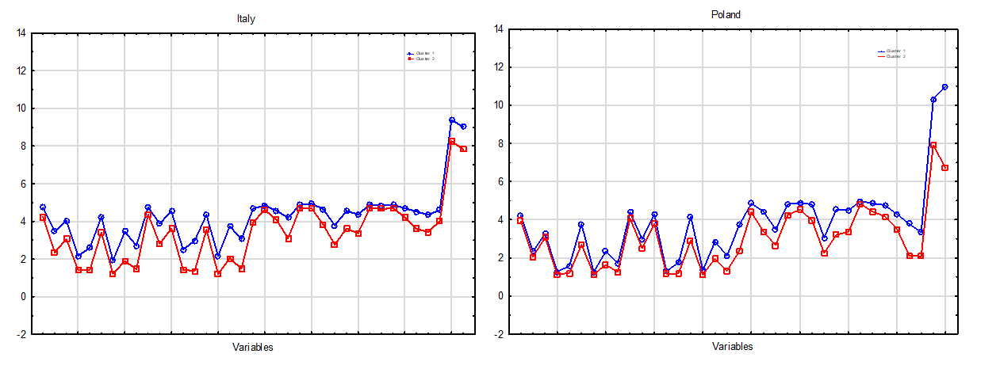 Italy
14
12
10
8
6
4
2
0
-2
Cluster 1
Cluster 2
Variables
Poland
14
12
10
8
6
4
2
0
-2
Cluster 1
Cluster 2
Variables